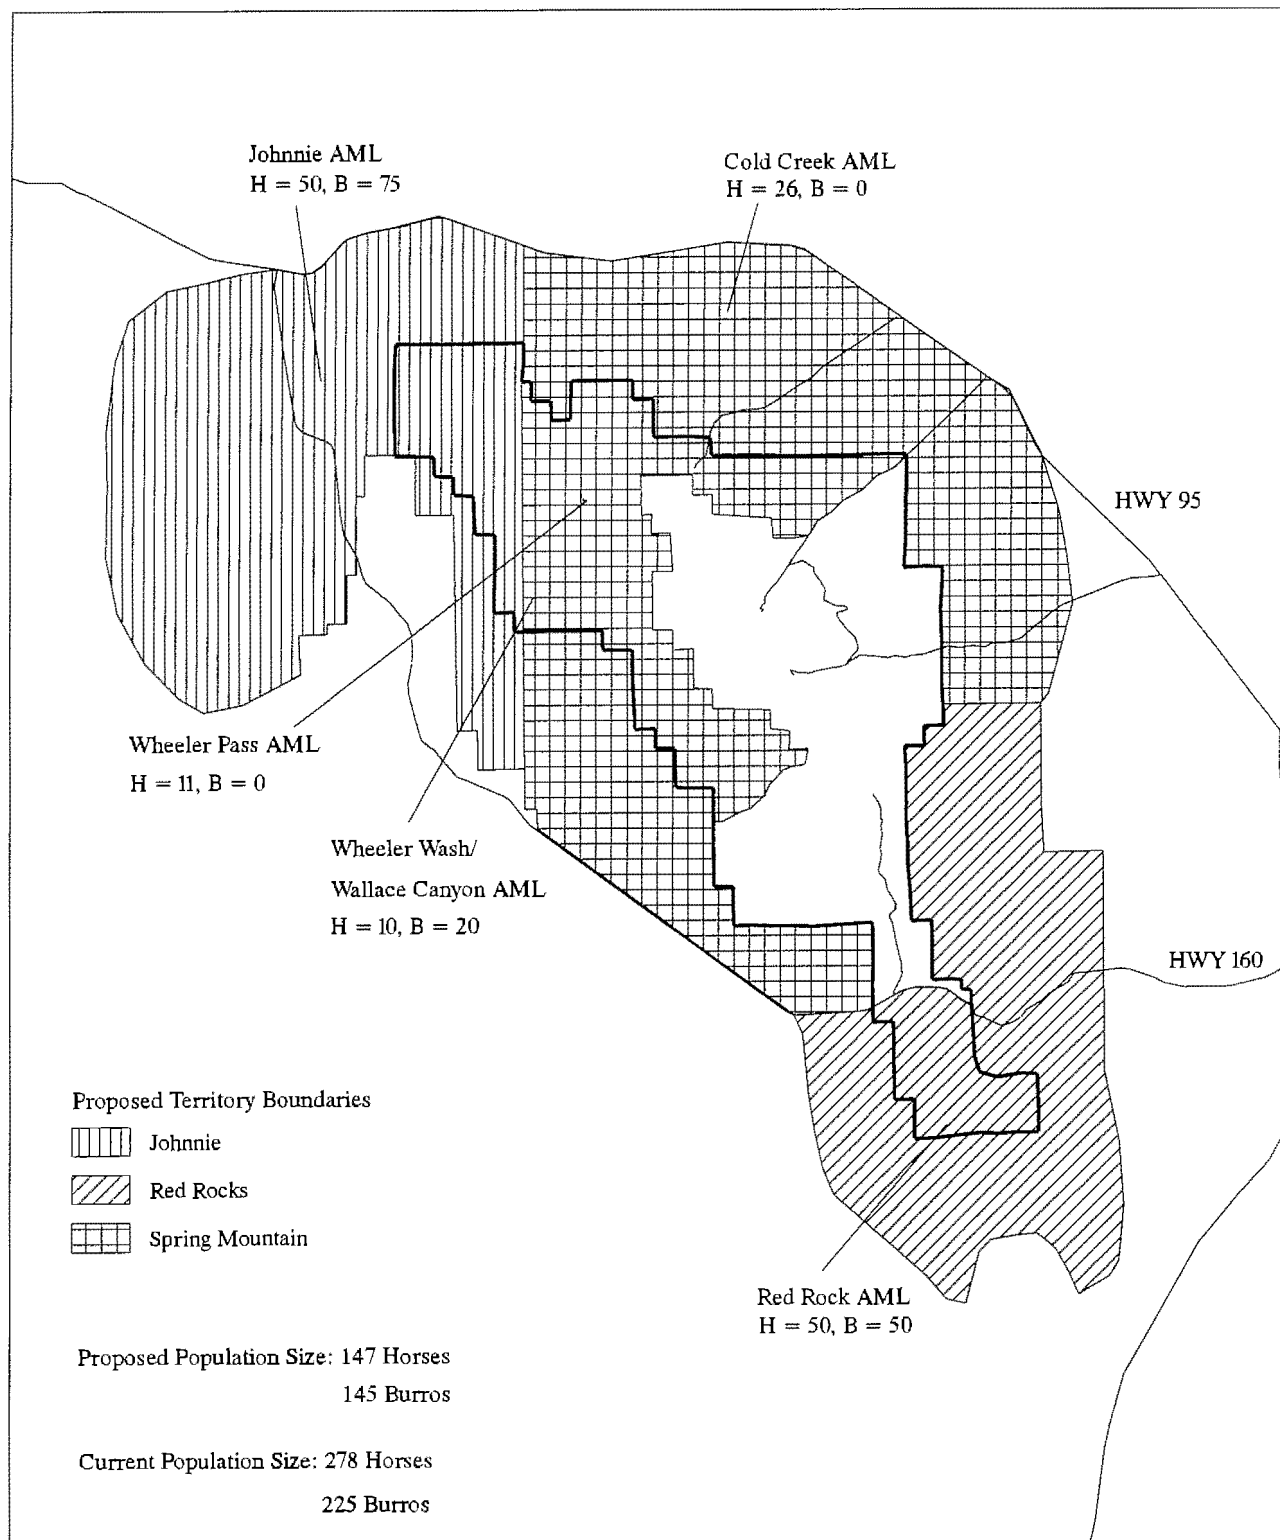 Johnnie AML
H = 50, B = 75
Cold Creek AML
H = 26, B = 0
HWY 95
Wheeler Pass AML
H = 11, B = 0
Wheeler Wash/
Wallace Canyon AML
H = 10, B = 20
HWY 160
Proposed Territory Boundaries
Johnnie
Red Rocks
Spring Mountain
Red Rock AML
H = 50, B = 50
Proposed Population Size: 147 Horses
145 Burros
Current Population Size: 278 Horses
225 Burros